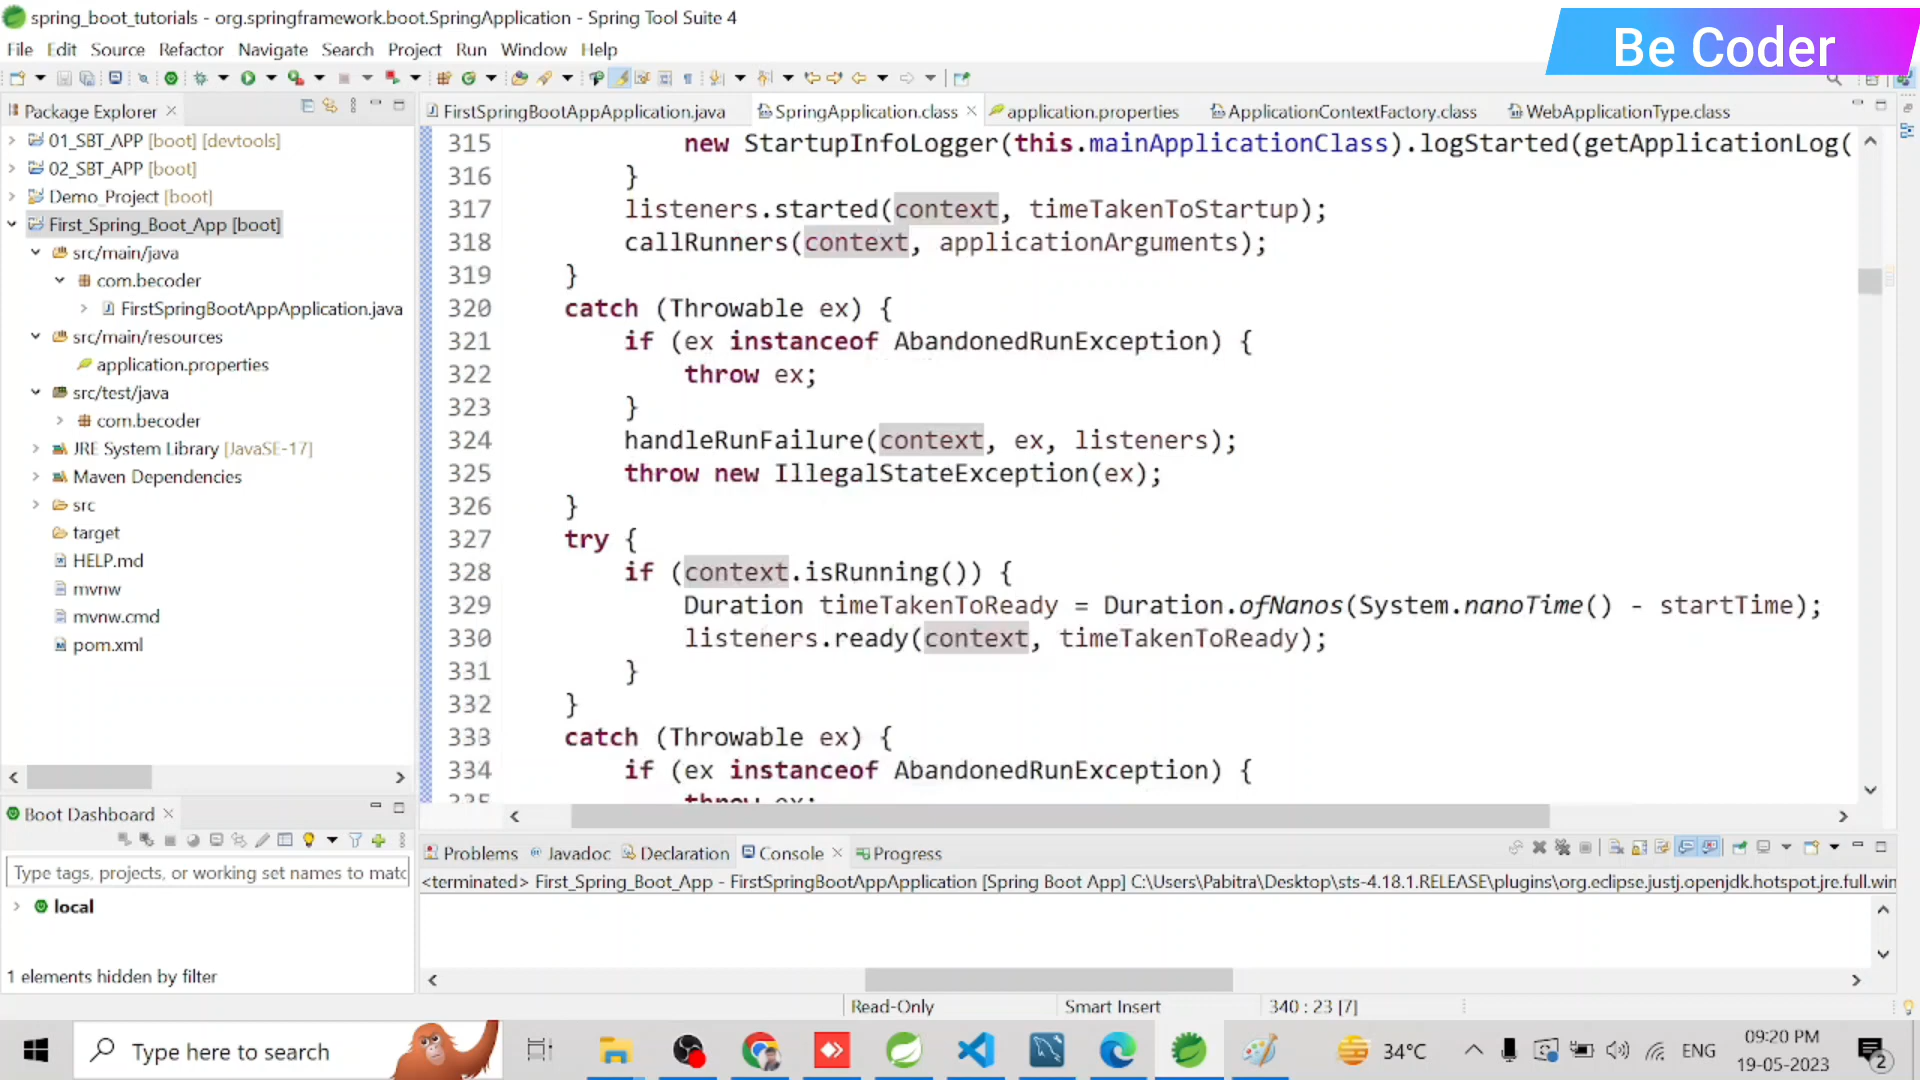 spring_boot_tutorials - org.springframework.boot.SpringApplication - Spring Tool Suite 4
Be Coder
File Edit Source Refactor Navigate Search Project Run Window Help
Package Explorer
FirstSpringBootAppApplication.java SpringApplication.class application.properties ApplicationContextFactory.class WebApplicationType.class
01_SBT_APP [boot] [devtools]
02_SBT_APP [boot]
Demo_Project [boot]
First_Spring_Boot_App [boot]
src/main/java
com.becoder
FirstSpringBootAppApplication.java
src/main/resources
application.properties
src/test/java
com.becoder
JRE System Library [JavaSE-17]
Maven Dependencies
src
target
HELP.md
mvnw
mvnw.cmd
pom.xml
315 new StartupInfoLogger(this.mainApplicationClass).logStarted(getApplicationLog(
316 }
317 listeners.started(context, timeTakenToStartup);
318 callRunners(context, applicationArguments);
319 }
320 catch (Throwable ex) {
321 if (ex instanceof AbandonedRunException) {
322 throw ex;
323 }
324 handleRunFailure(context, ex, listeners);
325 throw new IllegalStateException(ex);
326 }
327 try {
328 if (context.isRunning()) {
329 Duration timeTakenToReady = Duration.ofNanos(System.nanoTime() - startTime);
330 listeners.ready(context, timeTakenToReady);
331 }
332 }
333 catch (Throwable ex) {
334 if (ex instanceof AbandonedRunException) {
335 throw ex;
Boot Dashboard
Type tags, projects, or working set names to matc
local
1 elements hidden by filter
Problems Javadoc Declaration Console Progress
<terminated> First_Spring_Boot_App - FirstSpringBootAppApplication [Spring Boot App] C:\Users\Pabitra\Desktop\sts-4.18.1.RELEASE\plugins\org.eclipse.justj.openjdk.hotspot.jre.full.win
Read-Only Smart Insert 340 : 23 [7]
Type here to search
34°C
ENG
09:20 PM
19-05-2023
2